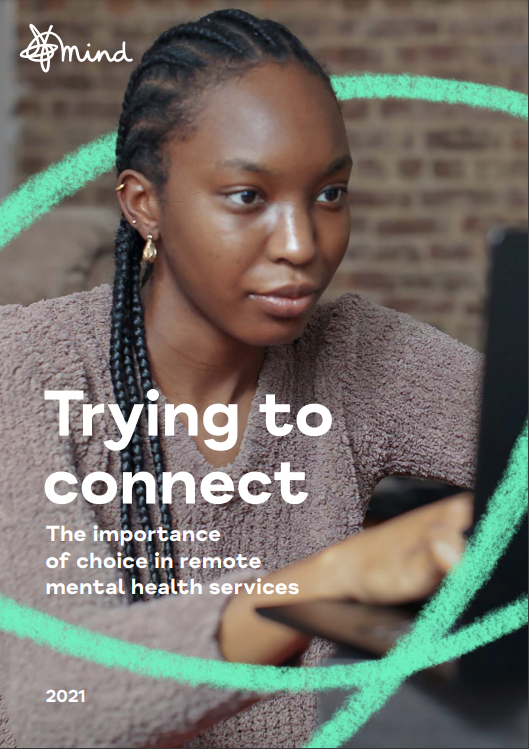 mind
Trying to
connect
The importance
of choice in remote
mental health services
2021